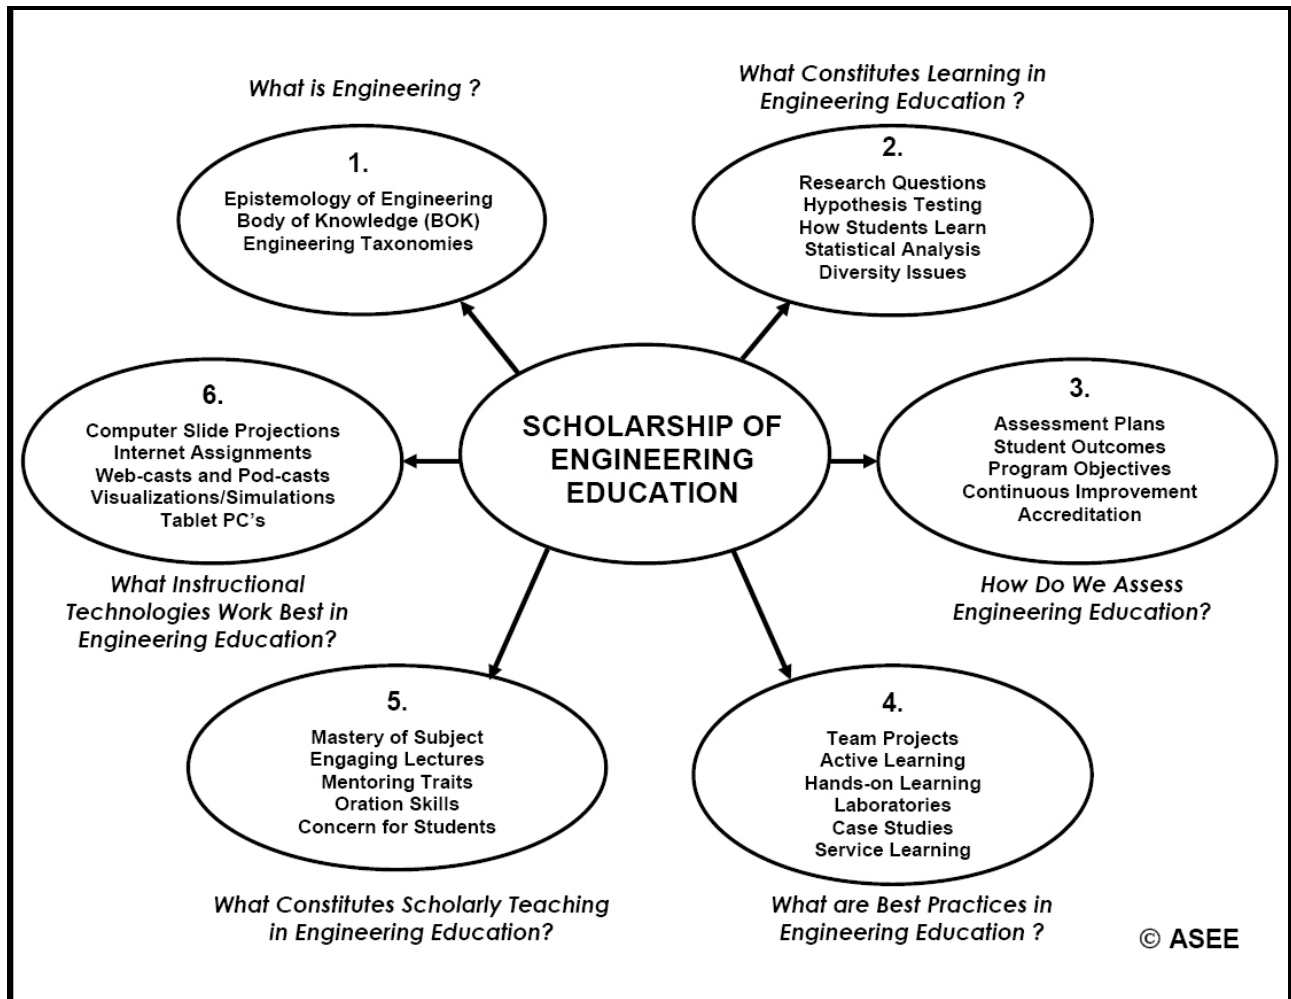 What is Engineering ?
1.
Epistemology of Engineering
Body of Knowledge (BOK)
Engineering Taxonomies
What Constitutes Learning in
Engineering Education ?
2.
Research Questions
Hypothesis Testing
How Students Learn
Statistical Analysis
Diversity Issues
SCHOLARSHIP OF
ENGINEERING
EDUCATION
3.
Assessment Plans
Student Outcomes
Program Objectives
Continuous Improvement
Accreditation
How Do We Assess
Engineering Education?
4.
Team Projects
Active Learning
Hands-on Learning
Laboratories
Case Studies
Service Learning
What are Best Practices in
Engineering Education ?
5.
Mastery of Subject
Engaging Lectures
Mentoring Traits
Oration Skills
Concern for Students
What Constitutes Scholarly Teaching
in Engineering Education?
6.
Computer Slide Projections
Internet Assignments
Web-casts and Pod-casts
Visualizations/Simulations
Tablet PC's
What Instructional
Technologies Work Best in
Engineering Education?
© ASEE